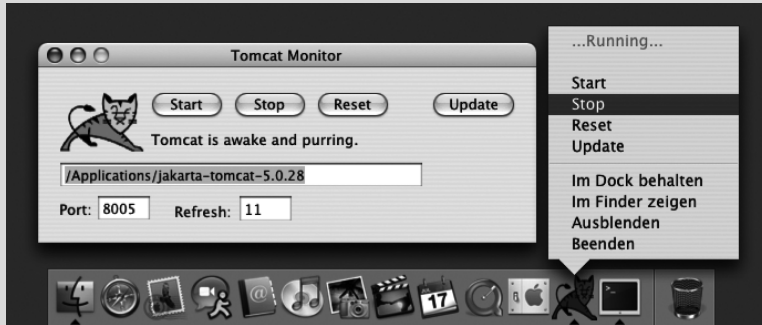 Tomcat Monitor
Start Stop Reset Update
Tomcat is awake and purring.
/Applications/jakarta-tomcat-5.0.28
Port: 8005 Refresh: 11
...Running...
Start
Stop
Reset
Update
Im Dock behalten
Im Finder zeigen
Ausblenden
Beenden
@ 17